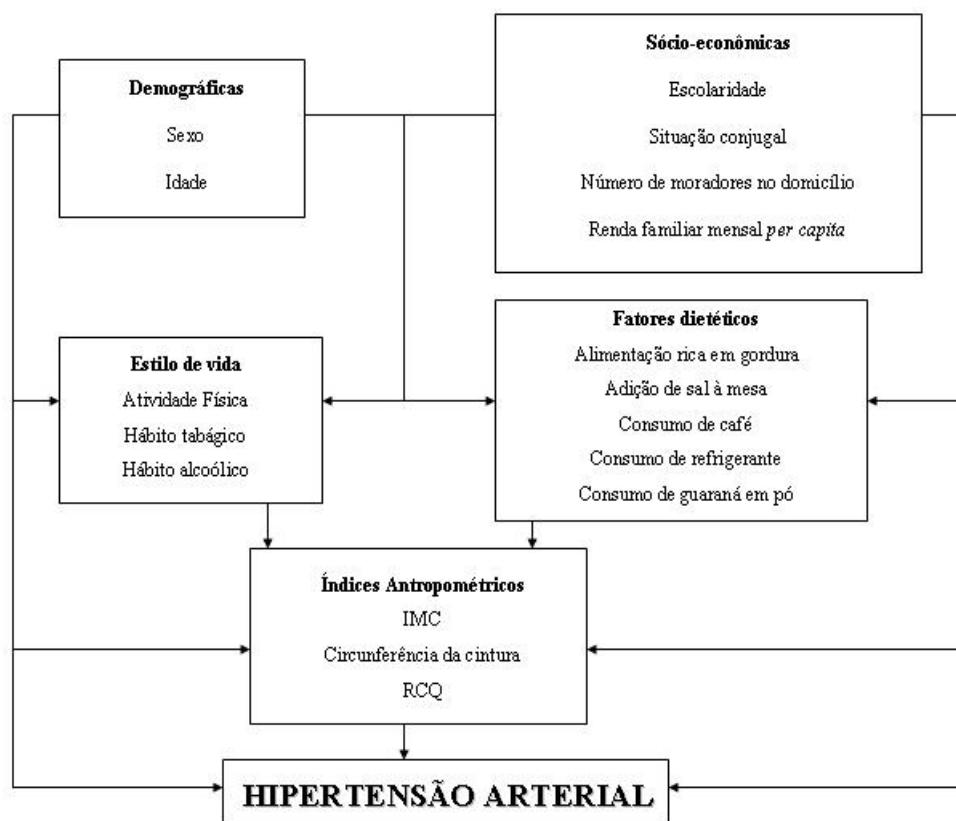 Demográficas
Sexo
Idade
Sócio-econômicas
Escolaridade
Situação conjugal
Número de moradores no domicílio
Renda familiar mensal per capita
Estilo de vida
Atividade Física
Hábito tabágico
Hábito alcoólico
Fatores dietéticos
Alimentação rica em gordura
Adição de sal à mesa
Consumo de café
Consumo de refrigerante
Consumo de guaraná em pó
Índices Antropométricos
IMC
Circunferência da cintura
RCQ
HIPERTENSÃO ARTERIAL